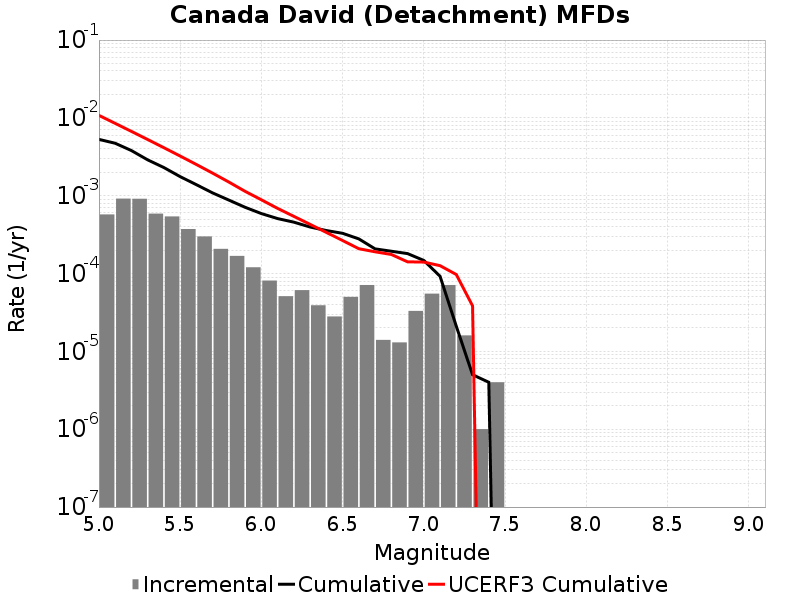 Canada David (Detachment) MFDs
10^-1
10^-2
10^-3
10^-4
10^-5
10^-6
10^-7
Rate (1/yr)
5.0 5.5 6.0 6.5 7.0 7.5 8.0 8.5 9.0
Magnitude
Incremental Cumulative UCERF3 Cumulative